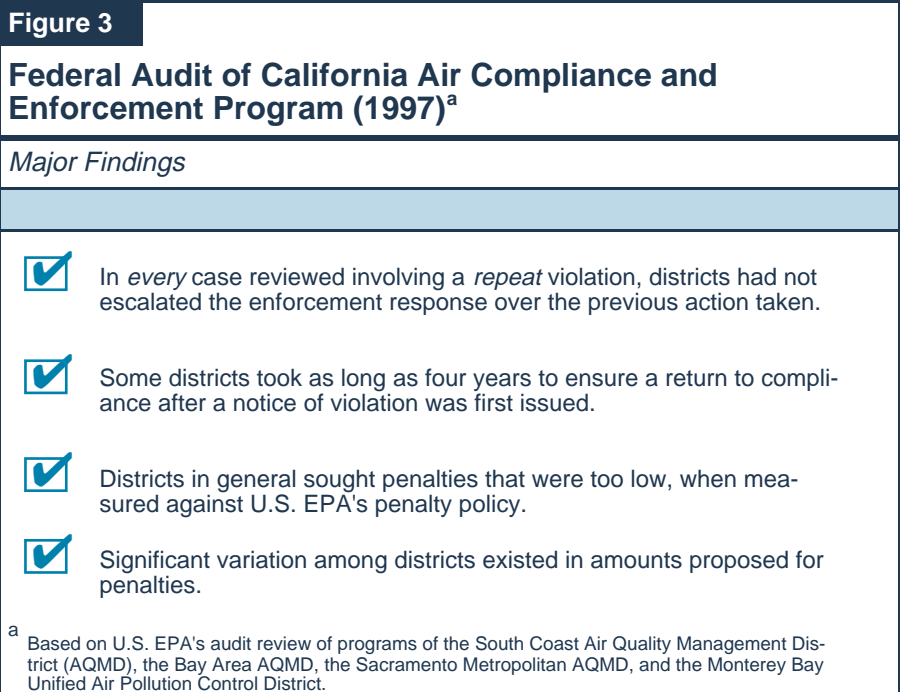 Figure 3
Federal Audit of California Air Compliance and
Enforcement Program (1997)a
Major Findings
In every case reviewed involving a repeat violation, districts had not
escalated the enforcement response over the previous action taken.
Some districts took as long as four years to ensure a return to compli-
ance after a notice of violation was first issued.
Districts in general sought penalties that were too low, when mea-
sured against U.S. EPA's penalty policy.
Significant variation among districts existed in amounts proposed for
penalties.
a Based on U.S. EPA's audit review of programs of the South Coast Air Quality Management Dis-
trict (AQMD), the Bay Area AQMD, the Sacramento Metropolitan AQMD, and the Monterey Bay
Unified Air Pollution Control District.